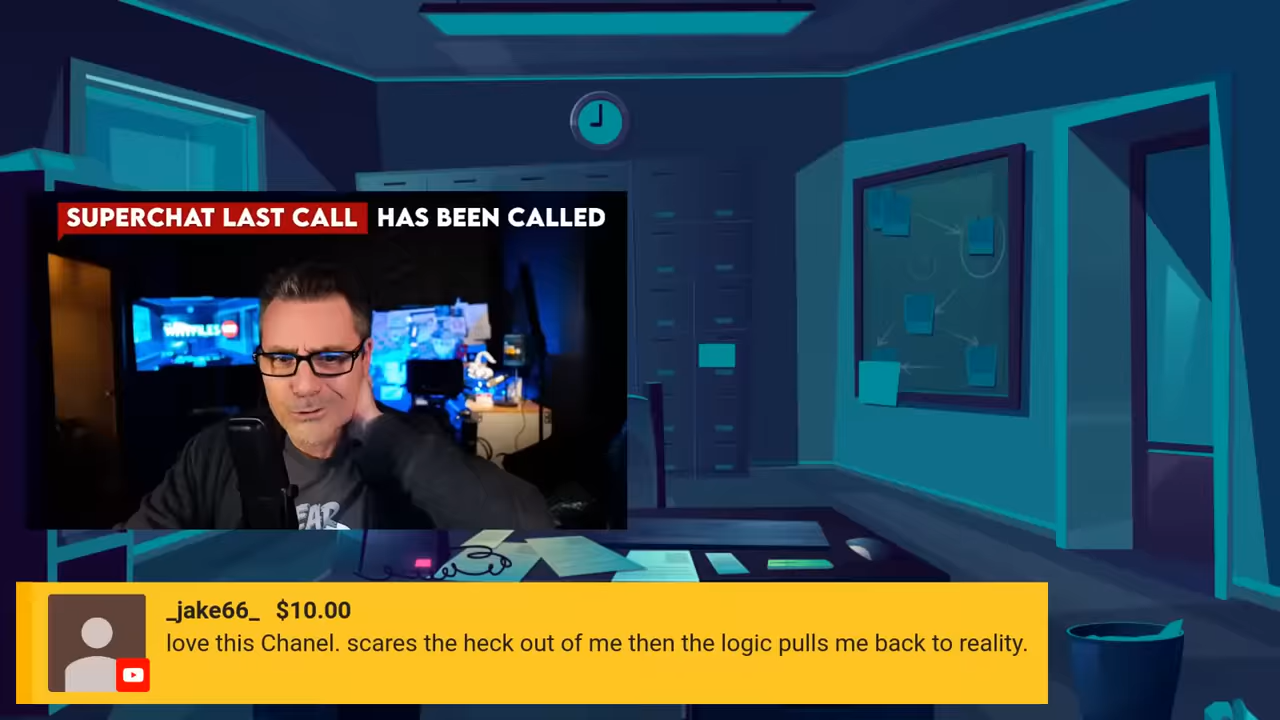 SUPERCHAT LAST CALL HAS BEEN CALLED
_jake66_ $10.00
love this Chanel. scares the heck out of me then the logic pulls me back to reality.